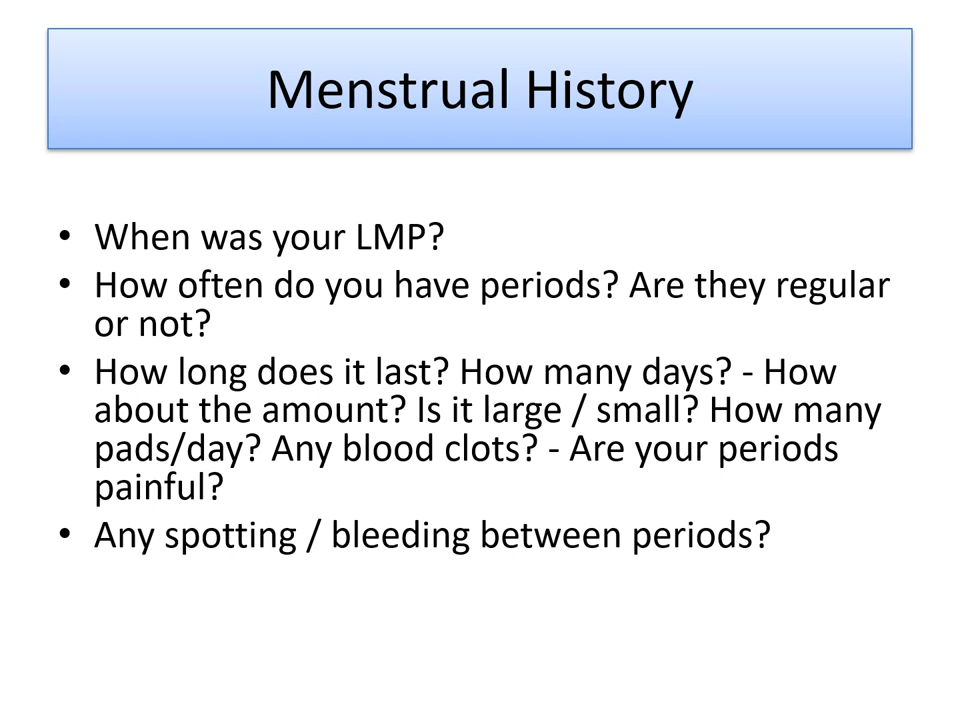 Menstrual History
• When was your LMP?
• How often do you have periods? Are they regular
or not?
• How long does it last? How many days? - How
about the amount? Is it large / small? How many
pads/day? Any blood clots? - Are your periods
painful?
• Any spotting / bleeding between periods?